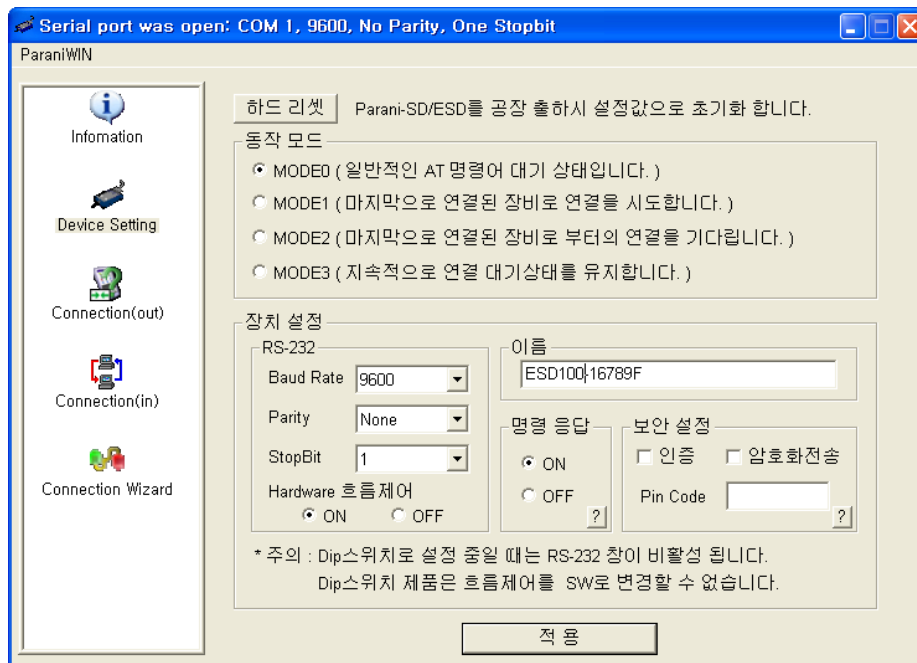 Serial port was open: COM 1, 9600, No Parity, One Stopbit
ParaniWIN
Infomation
Device Setting
Connection(out)
Connection(in)
Connection Wizard
하드 리셋 Parani-SD/ESD를 공장 출하시 설정값으로 초기화 합니다.
동작 모드
MODE0 ( 일반적인 AT 명령어 대기 상태입니다. )
MODE1 ( 마지막으로 연결된 장비로 연결을 시도합니다. )
MODE2 ( 마지막으로 연결된 장비로 부터의 연결을 기다립니다. )
MODE3 ( 지속적으로 연결 대기상태를 유지합니다. )
장치 설정
RS-232
Baud Rate 9600
Parity None
StopBit 1
Hardware 흐름제어
ON OFF
이름
ESD100-16789F
명령 응답
ON
OFF
?
보안 설정
인증 암호화전송
Pin Code
?
* 주의 : Dip스위치로 설정 중일 때는 RS-232 창이 비활성 됩니다.
Dip스위치 제품은 흐름제어를 SW로 변경할 수 없습니다.
적 용